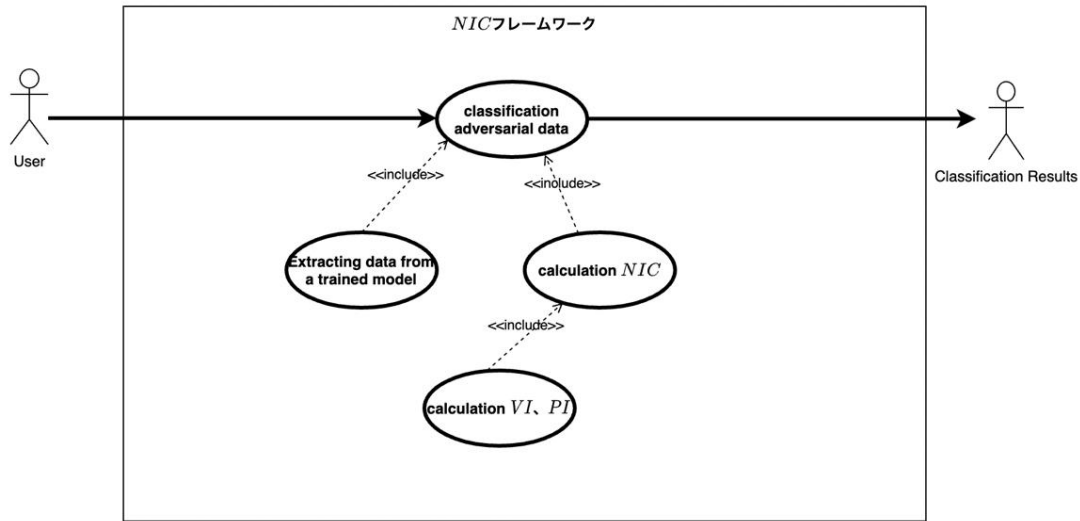 NICフレームワーク
classification
adversarial data
User
Classification Results
<<include>>
<<include>>
Extracting data from
a trained model
calculation NIC
<<include>>
calculation VI、PI